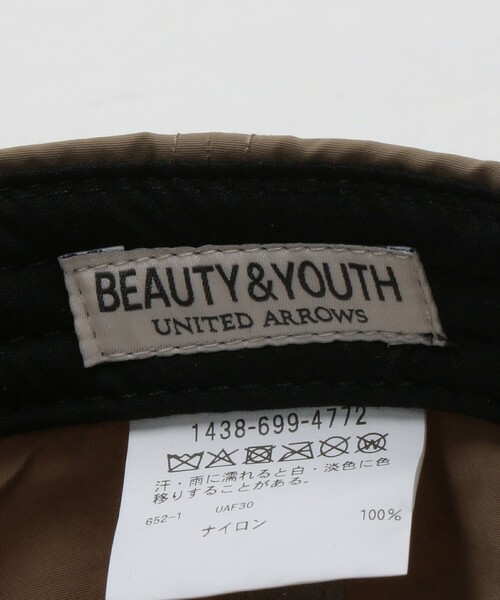 BEAUTY&YOUTH
UNITED ARROWS
1438-699-4772
汗・雨に濡れると白・淡色に色
移りすることがある。
652-1 UAF30
ナイロン 100%